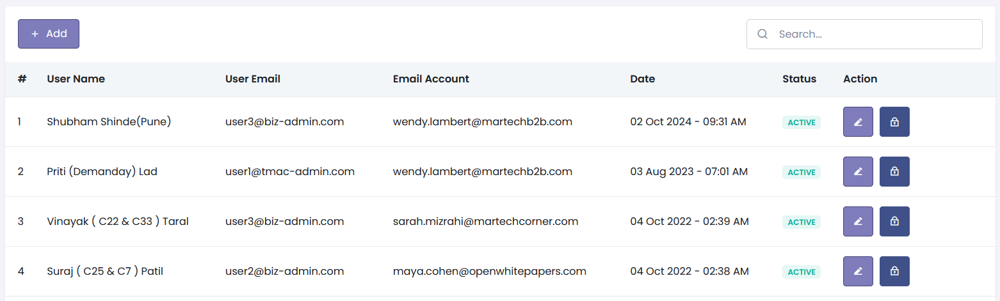 + Add
Search...
# User Name User Email Email Account Date Status Action
1 Shubham Shinde(Pune) user3@biz-admin.com wendy.lambert@martechb2b.com 02 Oct 2024 - 09:31 AM ACTIVE
2 Priti (Demanday) Lad user1@tmac-admin.com wendy.lambert@martechb2b.com 03 Aug 2023 - 07:01 AM ACTIVE
3 Vinayak ( C22 & C33 ) Taral user3@biz-admin.com sarah.mizrahi@martechcorner.com 04 Oct 2022 - 02:39 AM ACTIVE
4 Suraj ( C25 & C7 ) Patil user2@biz-admin.com maya.cohen@openwhitepapers.com 04 Oct 2022 - 02:38 AM ACTIVE